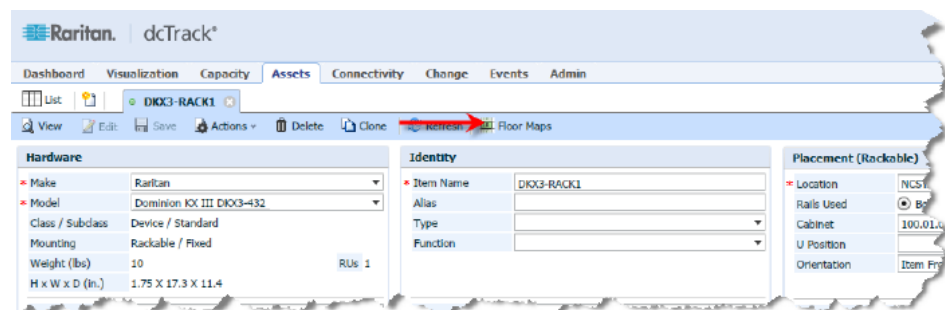 Raritan. dcTrack®
Dashboard Visualization Capacity Assets Connectivity Change Events Admin
List DKX3-RACK1
View Edit Save Actions Delete Clone Refresh Floor Maps
Hardware
* Make Raritan
* Model Dominion KX III DKX3-432
Class / Subclass Device / Standard
Mounting Rackable / Fixed
Weight (lbs) 10 RUs 1
H x W x D (in.) 1.75 X 17.3 X 11.4
Identity
* Item Name DKX3-RACK1
Alias
Type
Function
Placement (Rackable)
* Location
Rails Used
Cabinet 100.01.
U Position
Orientation Item